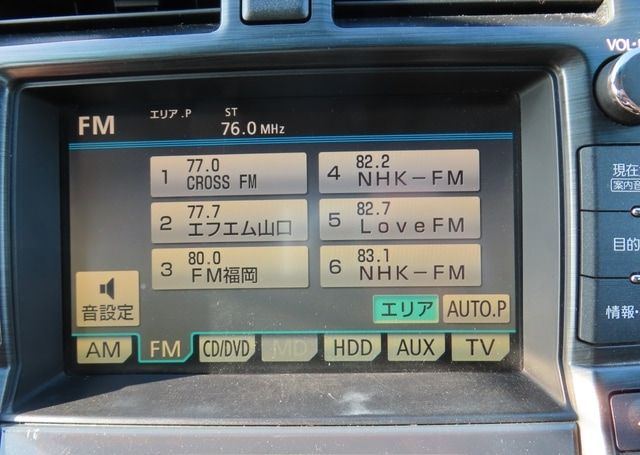 FM エリア.P ST
76.0 MHz
VOL
1 77.0 CROSS FM
4 82.2 NHK-FM
2 77.7 エフエム山口
5 82.7 LoveFM
3 80.0 FM福岡
6 83.1 NHK-FM
現在
案内音
目的
情報・
音設定
エリア AUTO.P
AM FM CD/DVD MD HDD AUX TV